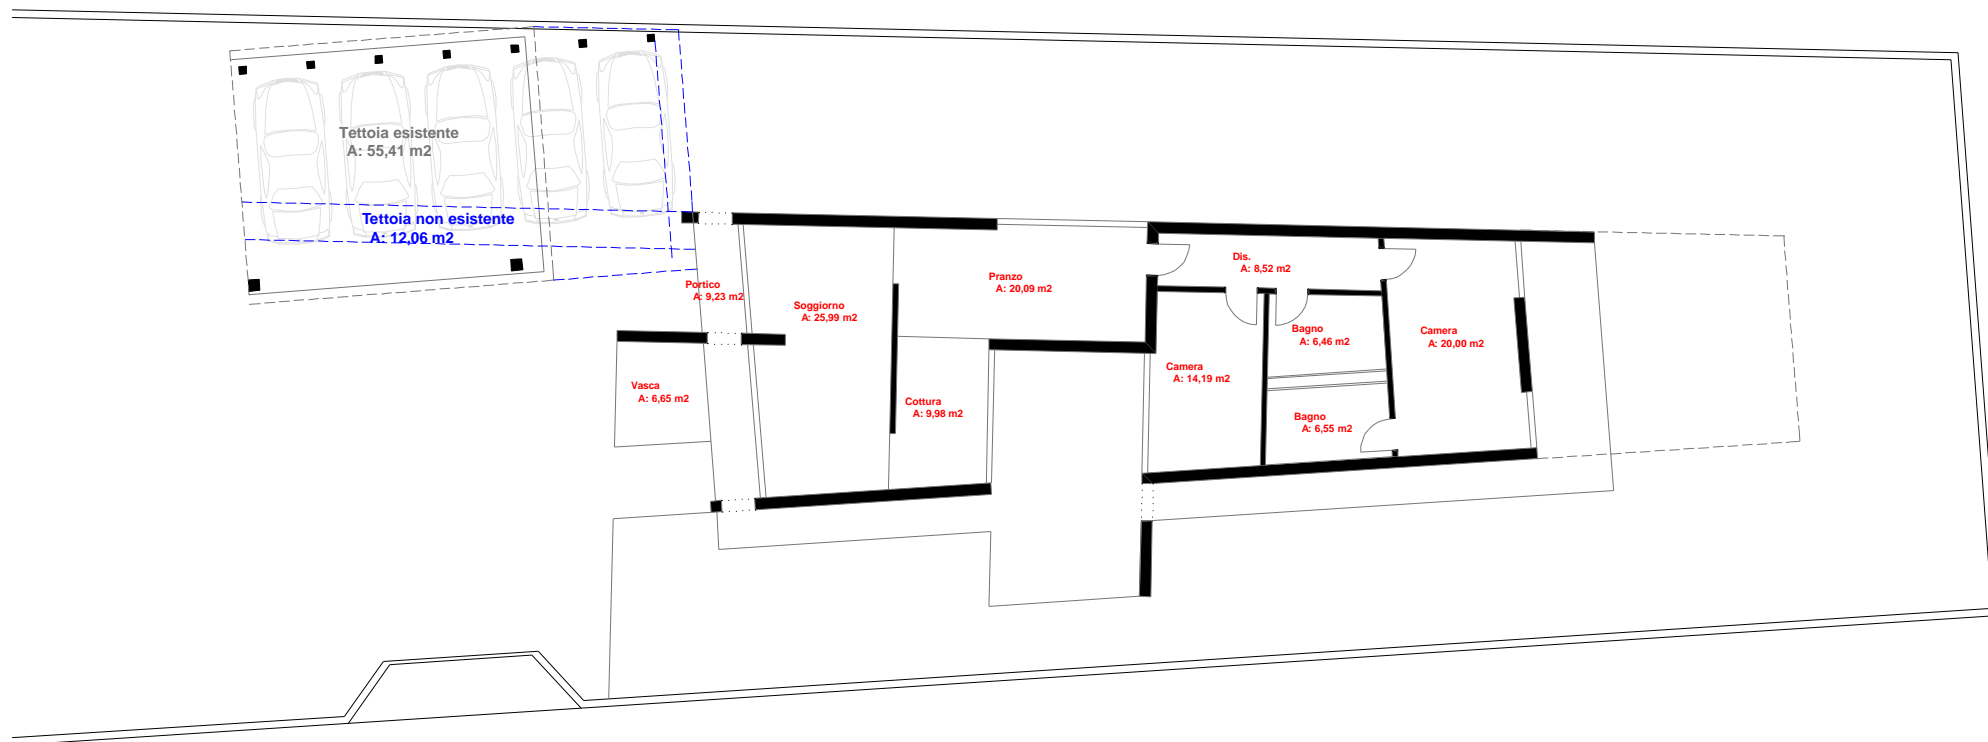 Tettoia esistente
A: 55,41 m2
Tettoia non esistente
A: 12,06 m2
Portico
A: 9,23 m2
Soggiorno
A: 25,99 m2
Pranzo
A: 20,09 m2
Dis.
A: 8,52 m2
Bagno
A: 6,46 m2
Camera
A: 20,00 m2
Camera
A: 14,19 m2
Vasca
A: 6,65 m2
Cottura
A: 9,98 m2
Bagno
A: 6,55 m2